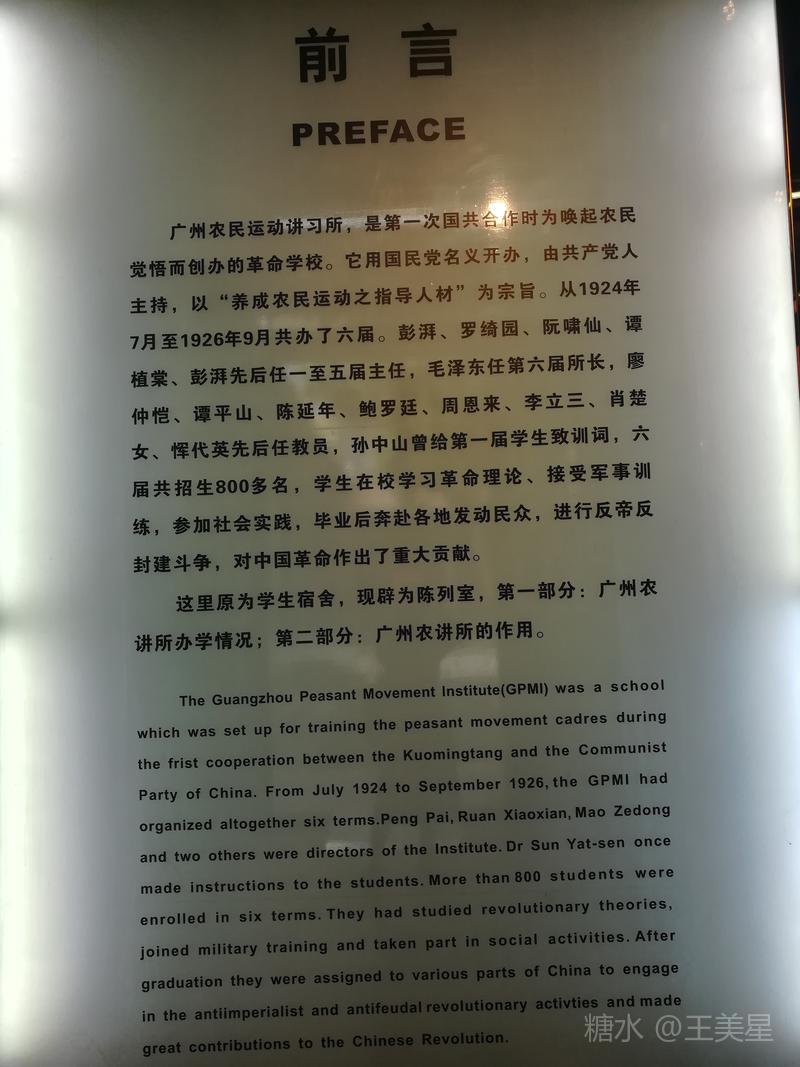 前言
PREFACE
广州农民运动讲习所，是第一次国共合作时为唤起农民
觉悟而创办的革命学校。它用国民党名义开办，由共产党人
主持，以“养成农民运动之指导人材”为宗旨。从1924年
7月至1926年9月共办了六届。彭湃、罗绮园、阮啸仙、谭
植棠、彭湃先后任一至五届主任，毛泽东任第六届所长，廖
仲恺、谭平山、陈延年、鲍罗廷、周恩来、李立三、肖楚
女、恽代英先后任教员，孙中山曾给第一届学生致训词，六
届共招生800多名，学生在校学习革命理论、接受军事训
练，参加社会实践，毕业后奔赴各地发动民众，进行反帝反
封建斗争，对中国革命作出了重大贡献。
这里原为学生宿舍，现辟为陈列室，第一部分：广州农
讲所办学情况；第二部分：广州农讲所的作用。
The Guangzhou Peasant Movement Institute(GPMI) was a school
which was set up for training the peasant movement cadres during
the frist cooperation between the Kuomingtang and the Communist
Party of China. From July 1924 to September 1926, the GPMI had
organized altogether six terms.Peng Pai, Ruan Xiaoxian, Mao Zedong
and two others were directors of the Institute. Dr Sun Yat-sen once
made instructions to the students. More than 800 students were
enrolled in six terms. They had studied revolutionary theories,
joined military training and taken part in social activities. After
graduation they were assigned to various parts of China to engage
in the antiimperialist and antifeudal revolutionary activties and made
great contributions to the Chinese Revolution.
糖水 @王美星